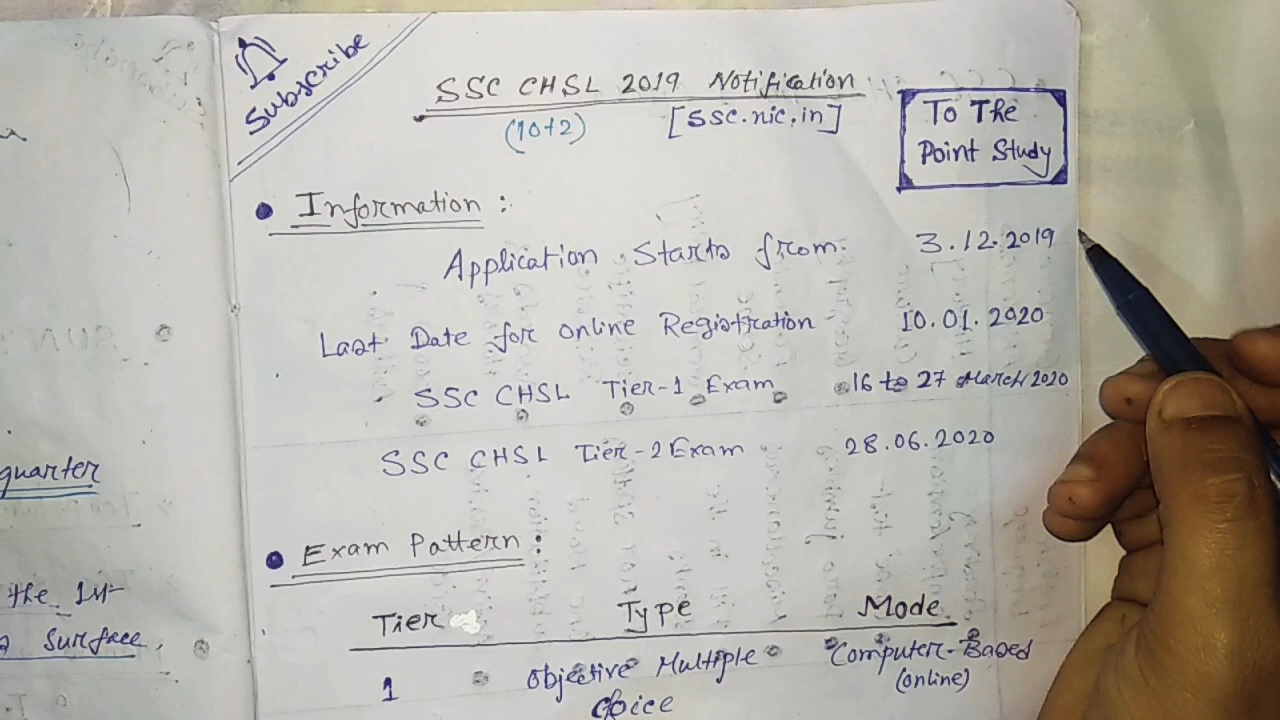 Subscribe
SSC CHSL 2019 Notification
(10+2) [ssc.nic.in]
To The
Point Study
Information :
Application Starts from 3.12.2019
Last Date for online Registration 10.01.2020
SSC CHSL Tier-1 Exam 16 to 27 March 2020
SSC CHSL Tier-2 Exam 28.06.2020
Exam Pattern :
Tier Type Mode
1 Objective Multiple Computer-Based
choice (online)
quarter
the 1st
Surface,